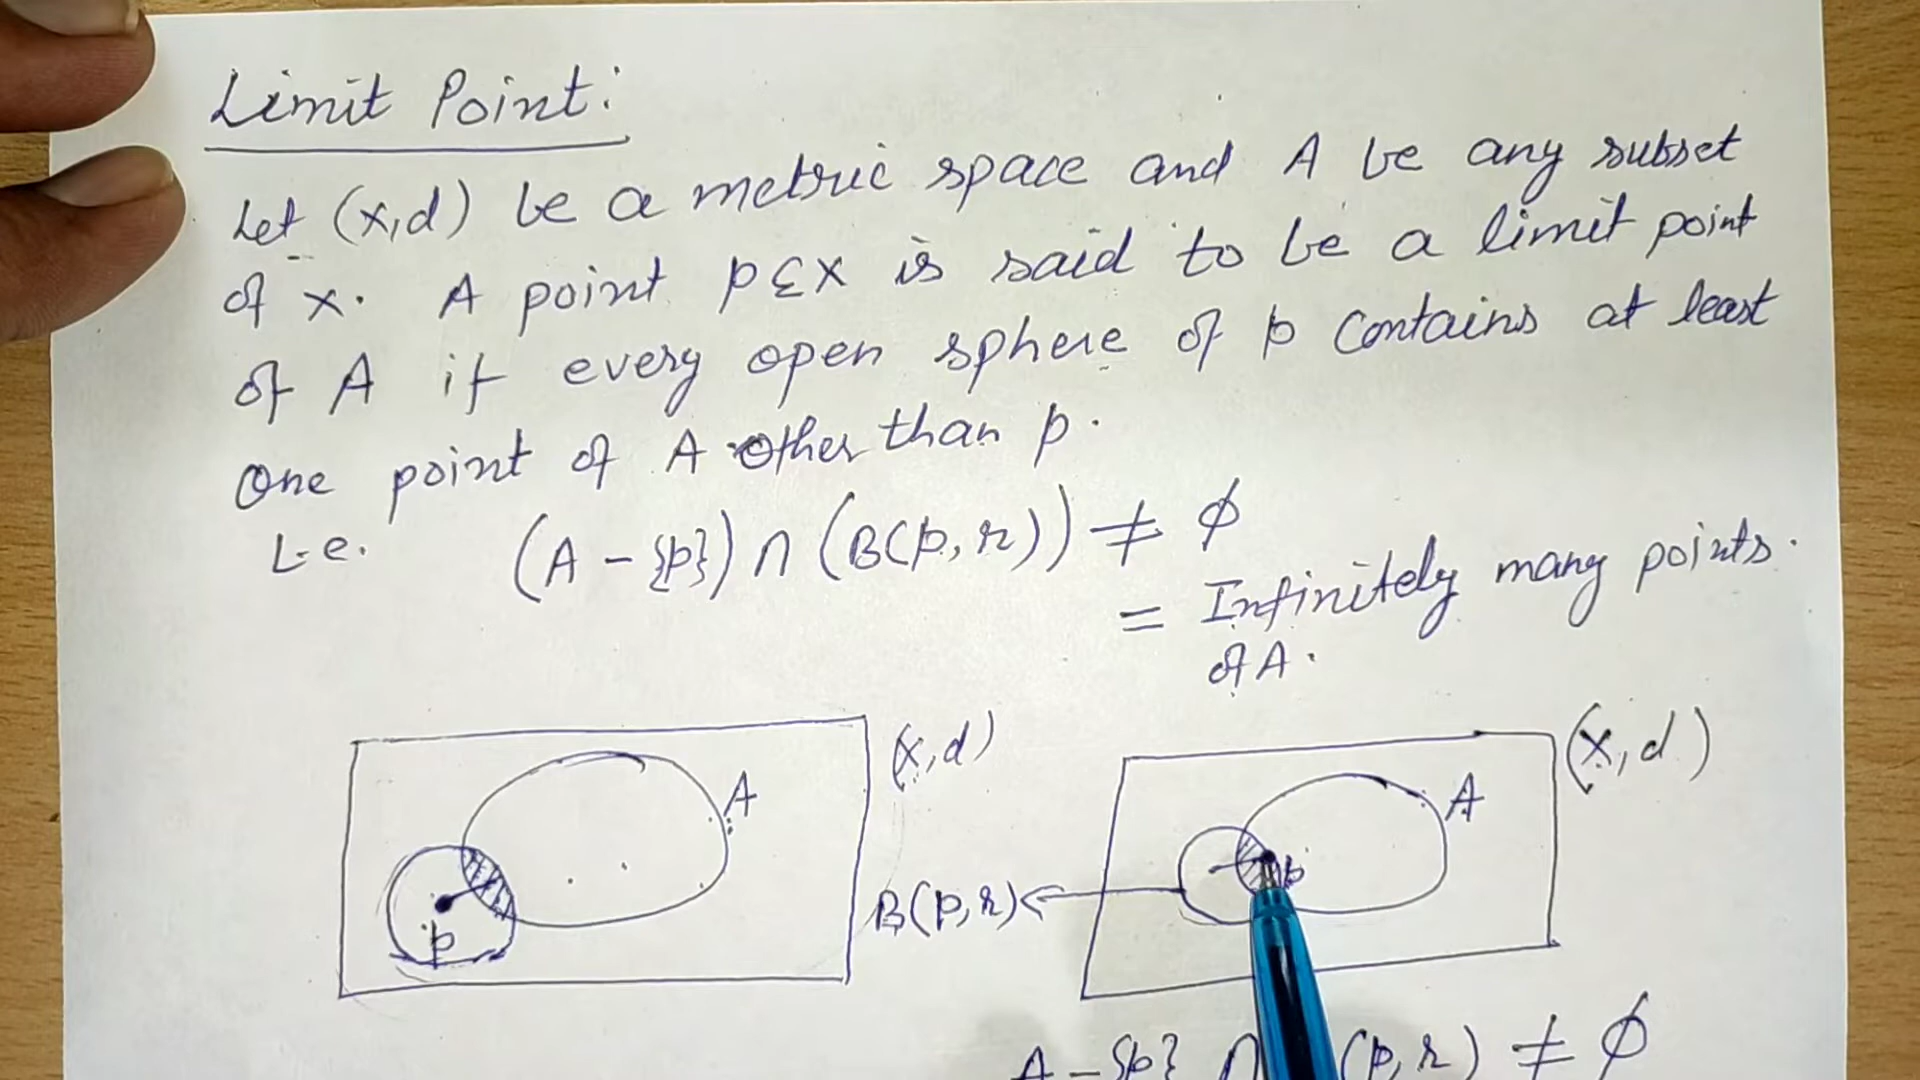 Limit Point:
Let (x,d) be a metric space and A be any subset
of x. A point p ∈ x is said to be a limit point
of A if every open sphere of p contains at least
One point of A other than p.
i.e. (A - {p}) ∩ (B(p, r)) ≠ ϕ
= Infinitely many points.
of A.
(x,d)
A
p
(x,d)
A
p
B(p,r)
A - {p} ∩ (p, r) ≠ ϕ